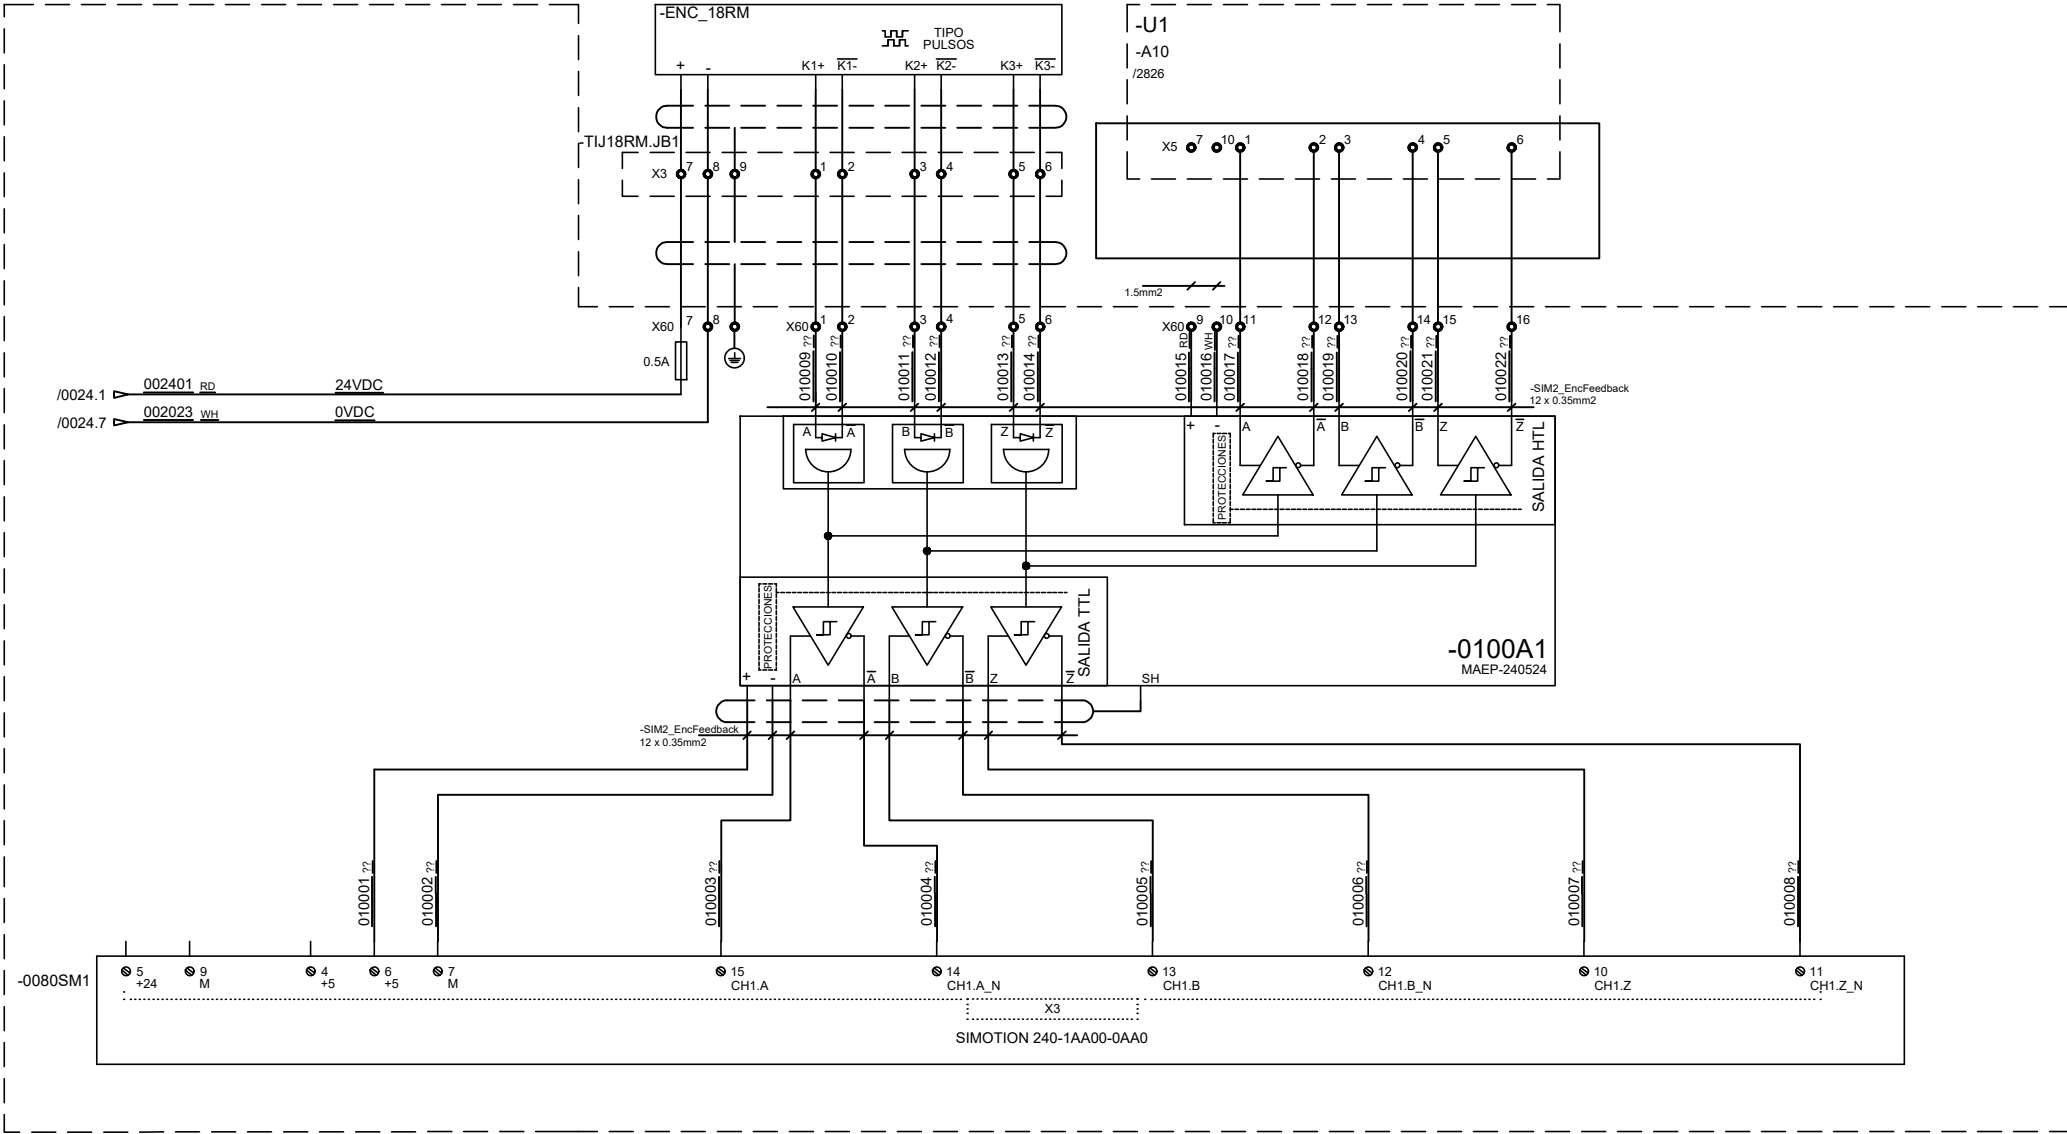 -ENC_18RM
TIPO
PULSOS
+ - K1+ K1- K2+ K2- K3+ K3-
-U1
-A10
/2826
-TIJ18RM.JB1
X3 7 8 9 1 2 3 4 5 6
X5 7 10 1 2 3 4 5 6
1.5mm2
X60 7 8 X60 1 2 3 4 5 6 X60 9 10 11 12 13 14 15 16
0.5A
010009 ??
010010 ??
010011 ??
010012 ??
010013 ??
010014 ??
010015 RD
010016 WH
010017 ??
010018 ??
010019 ??
010020 ??
010021 ??
010022 ??
/0024.1 002401 RD 24VDC
/0024.7 002023 WH 0VDC
-SIM2_EncFeedback
12 x 0.35mm2
A A B B Z Z
+ - A A B B Z Z
PROTECCIONES
SALIDA HTL
PROTECCIONES
SALIDA TTL
-0100A1
MAEP-240524
+ - A A B B Z Z SH
-SIM2_EncFeedback
12 x 0.35mm2
010001 ??
010002 ??
010003 ??
010004 ??
010005 ??
010006 ??
010007 ??
010008 ??
-0080SM1
5 9 4 6 7 15 14 13 12 10 11
+24 M +5 +5 M CH1.A CH1.A_N CH1.B CH1.B_N CH1.Z CH1.Z_N
X3
SIMOTION 240-1AA00-0AA0